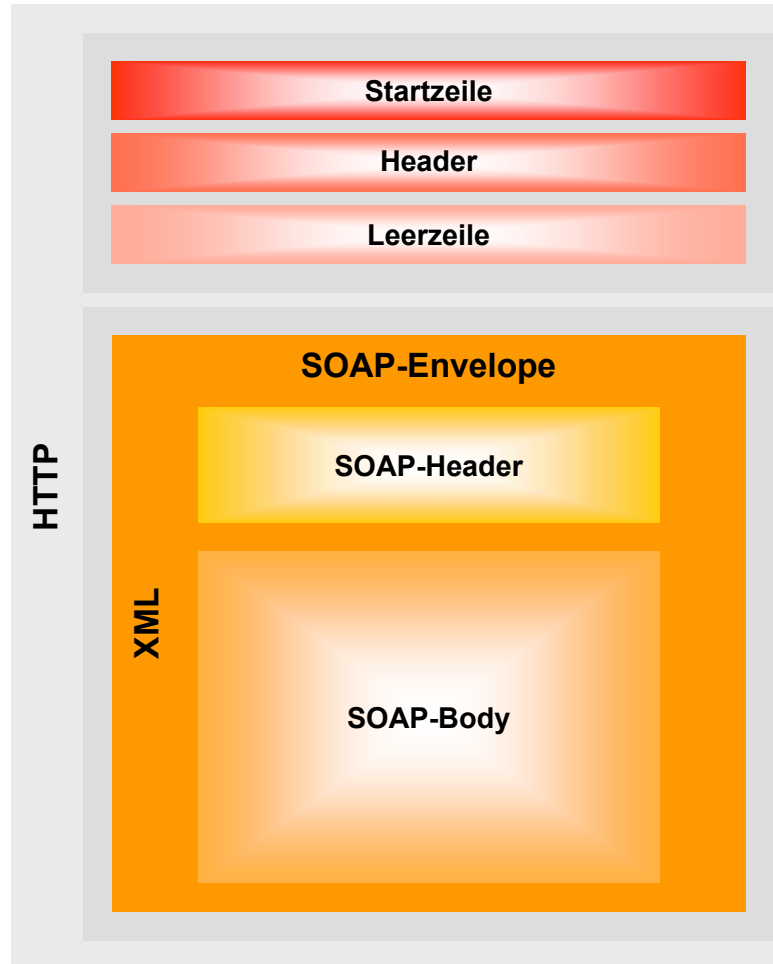 Startzeile
Header
Leerzeile
HTTP
SOAP-Envelope
SOAP-Header
XML
SOAP-Body